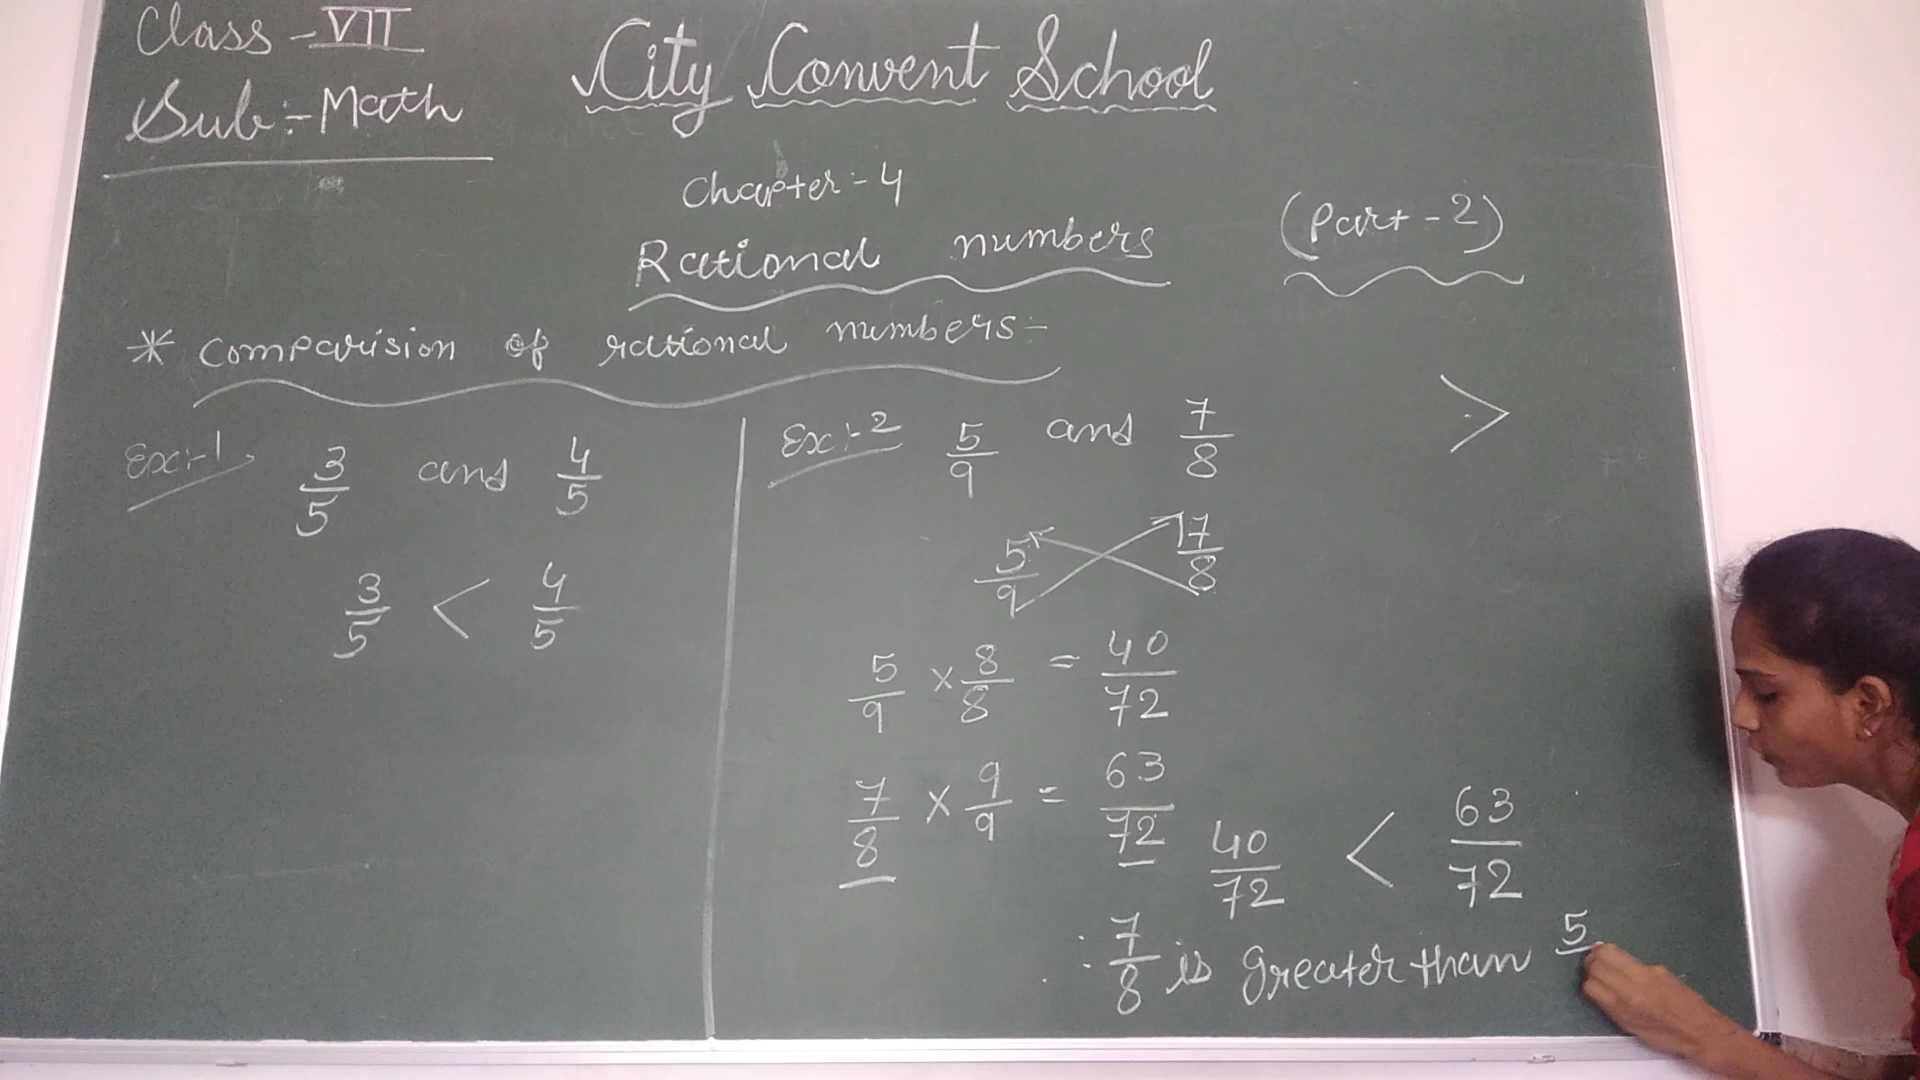 Class - VII
Sub:- Math
City Convent School
Chapter:- 4
Rational numbers
(Part - 2)
* Comparision of rational numbers:-
Ex:-1. 3/5 and 4/5
3/5 < 4/5
Ex:-2 5/9 and 7/8
>
5/9 7/8
5/9 × 8/8 = 40/72
7/8 × 9/9 = 63/72
40/72 < 63/72
∴ 7/8 is greater than 5